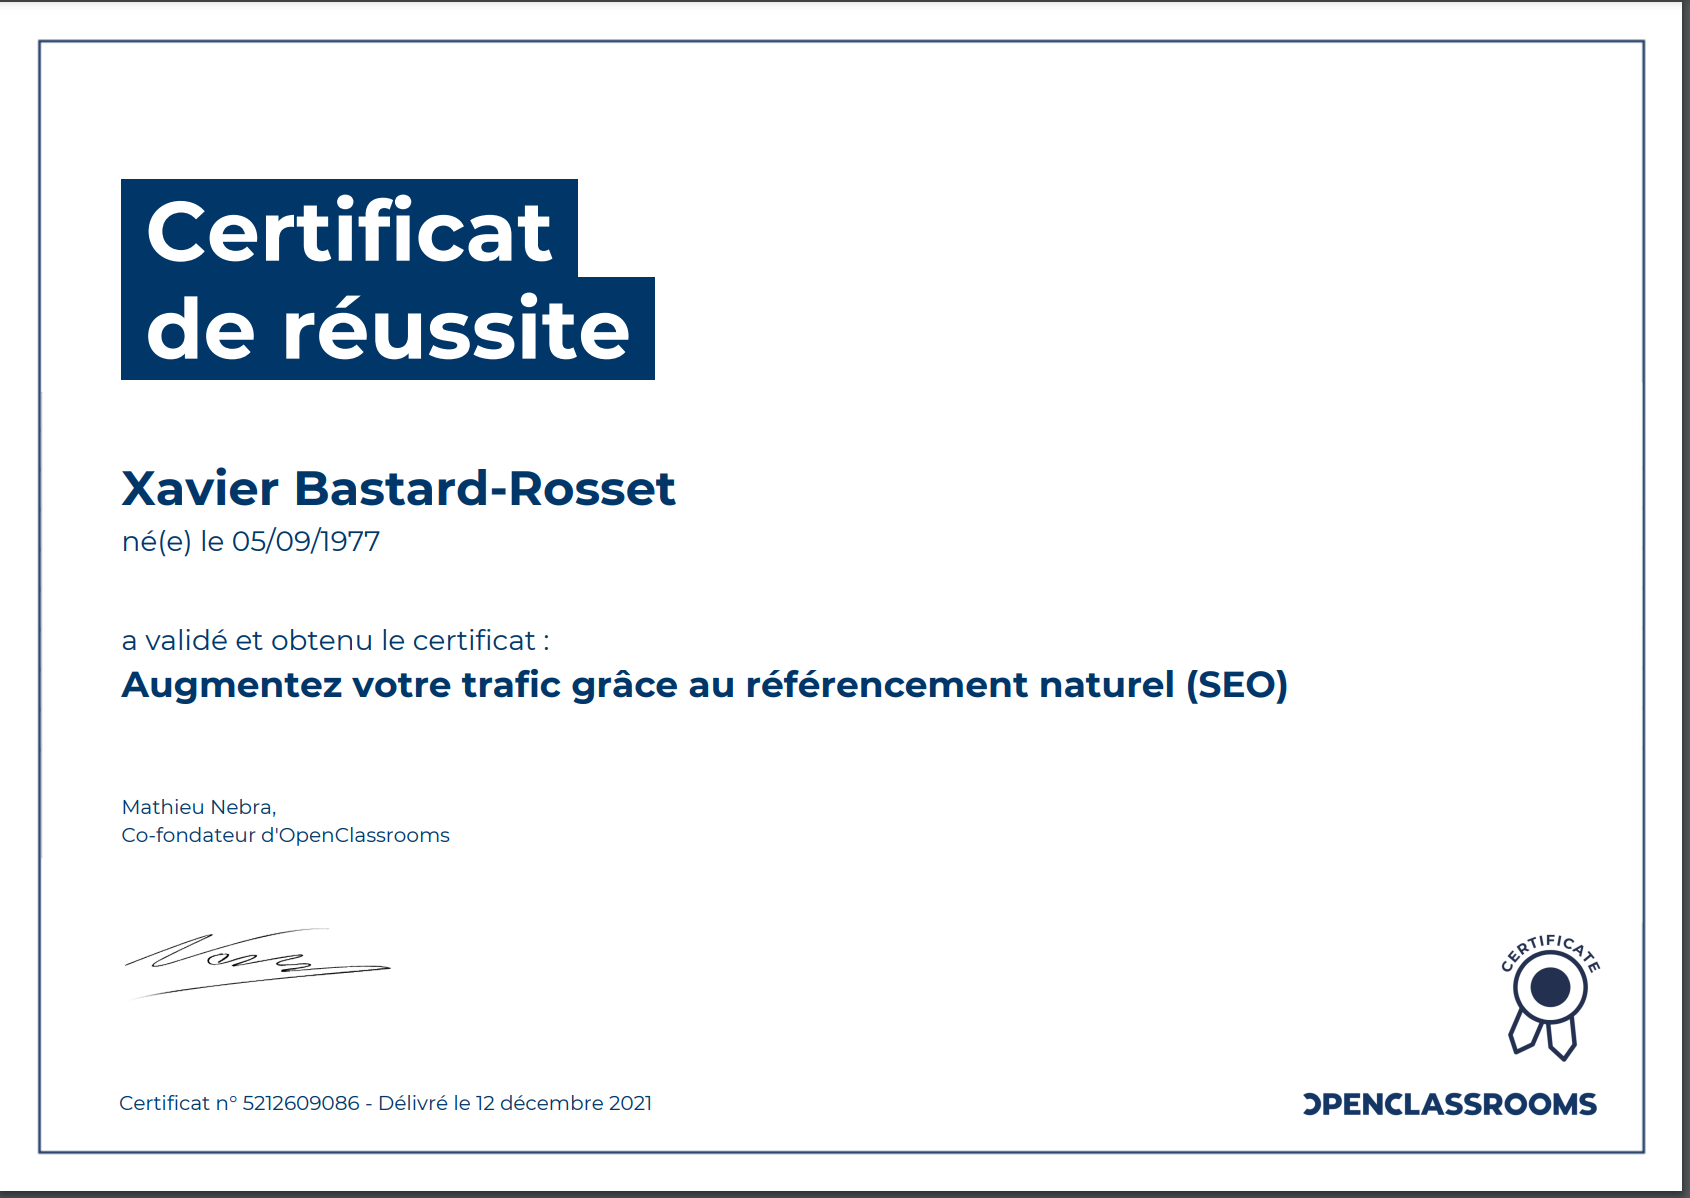 Certificat
de réussite
Xavier Bastard-Rosset
né(e) le 05/09/1977
a validé et obtenu le certificat :
Augmentez votre trafic grâce au référencement naturel (SEO)
Mathieu Nebra,
Co-fondateur d'OpenClassrooms
CERTIFICATE
Certificat n° 5212609086 - Délivré le 12 décembre 2021
OPENCLASSROOMS